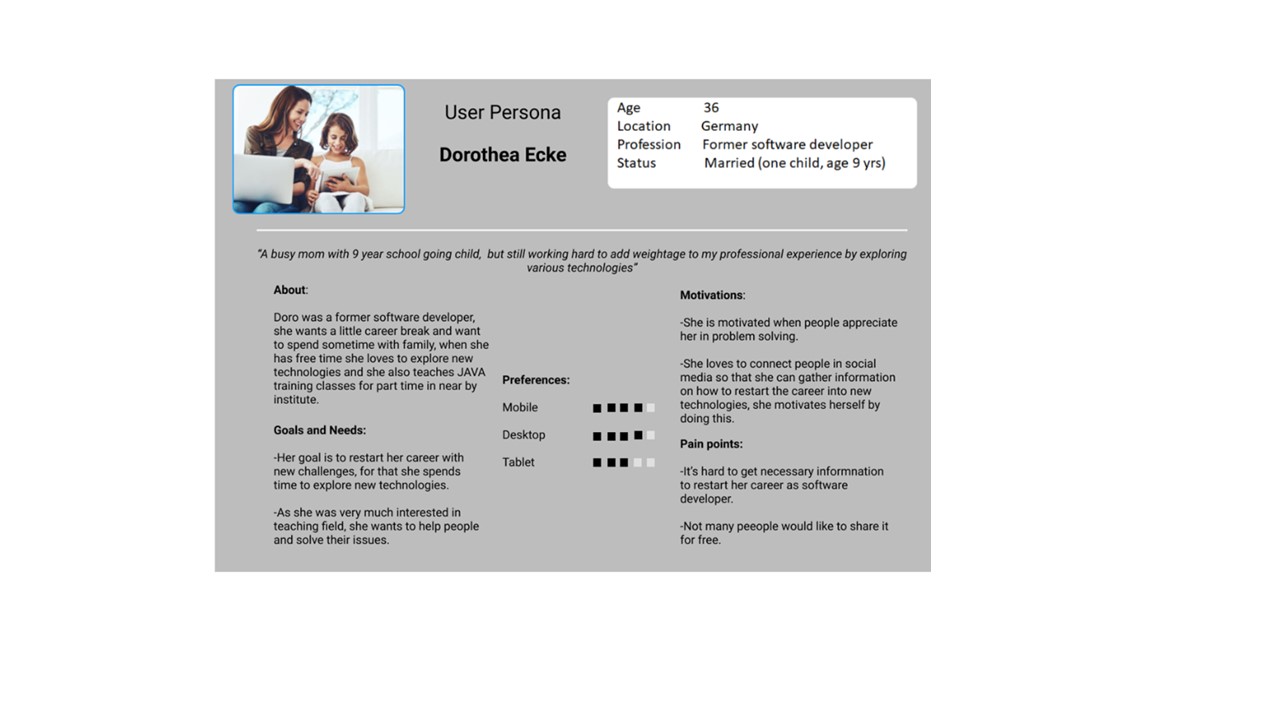 User Persona
Dorothea Ecke
Age 36
Location Germany
Profession Former software developer
Status Married (one child, age 9 yrs)
“A busy mom with 9 year school going child, but still working hard to add weightage to my professional experience by exploring
various technologies”
About:
Doro was a former software developer,
she wants a little career break and want
to spend sometime with family, when she
has free time she loves to explore new
technologies and she also teaches JAVA
training classes for part time in near by
institute.
Goals and Needs:
-Her goal is to restart her career with
new challenges, for that she spends
time to explore new technologies.
-As she was very much interested in
teaching field, she wants to help people
and solve their issues.
Preferences:
Mobile
Desktop
Tablet
Motivations:
-She is motivated when people appreciate
her in problem solving.
-She loves to connect people in social
media so that she can gather information
on how to restart the career into new
technologies, she motivates herself by
doing this.
Pain points:
-It’s hard to get necessary informnation
to restart her career as software
developer.
-Not many peeople would like to share it
for free.